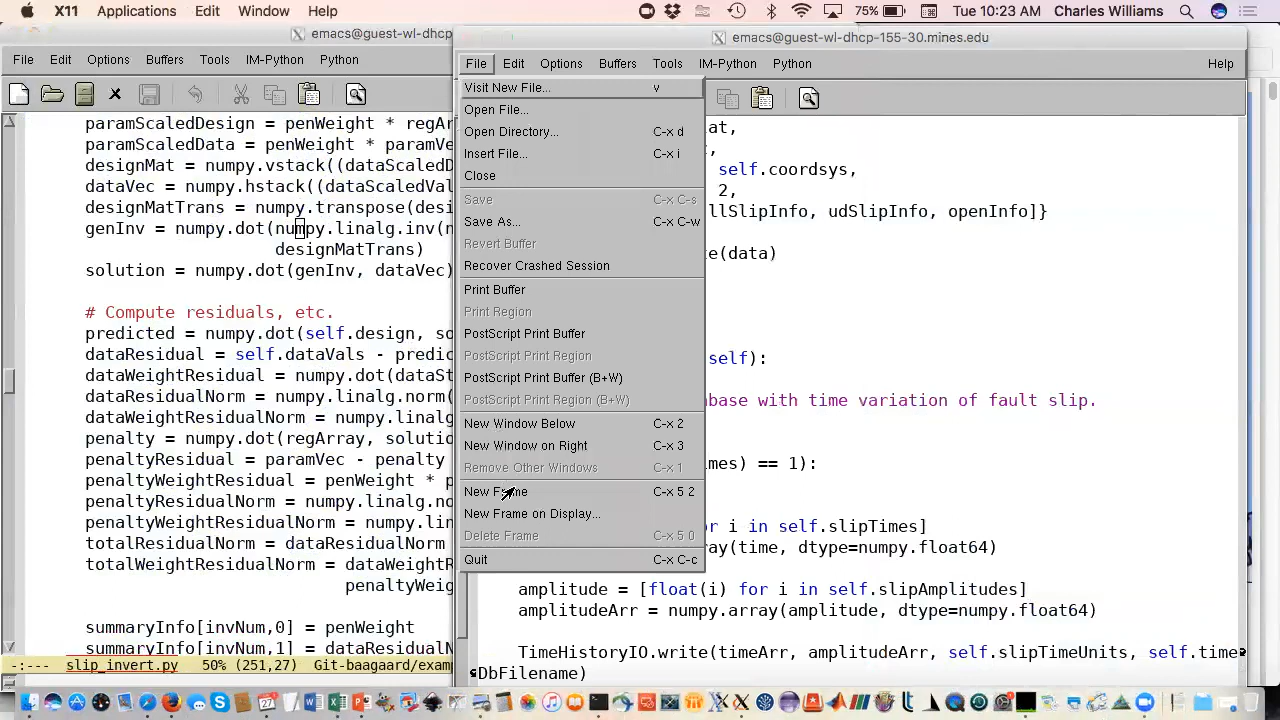 X11 Applications Edit Window Help 75% Tue 10:23 AM Charles Williams
emacs@guest-wl-dhcp
File Edit Options Buffers Tools IM-Python Python
paramScaledDesign = penWeight * regAr
paramScaledData = penWeight * paramVe
designMat = numpy.vstack((dataScaledD
dataVec = numpy.hstack((dataScaledVal
designMatTrans = numpy.transpose(desi
genInv = numpy.dot(numpy.linalg.inv(n
designMatTrans)
solution = numpy.dot(genInv, dataVec)
# Compute residuals, etc.
predicted = numpy.dot(self.design, so
dataResidual = self.dataVals - predic
dataWeightResidual = numpy.dot(dataSt
dataResidualNorm = numpy.linalg.norm(
dataWeightResidualNorm = numpy.linalg
penalty = numpy.dot(regArray, solutio
penaltyResidual = paramVec - penalty
penaltyWeightResidual = penWeight * p
penaltyResidualNorm = numpy.linalg.no
penaltyWeightResidualNorm = numpy.lin
totalResidualNorm = dataResidualNorm
totalWeightResidualNorm = dataWeightR
penaltyWeig
summaryInfo[invNum,0] = penWeight
summaryInfo[invNum,1] = dataResidualN
-:--- slip_invert.py 50% (251,27) Git-baagaard/examp
emacs@guest-wl-dhcp-155-30.mines.edu
File Edit Options Buffers Tools IM-Python Python Help
Visit New File... v
Open File...
Open Directory... C-x d
Insert File... C-x i
Close
Save C-x C-s
Save As... C-x C-w
Revert Buffer
Recover Crashed Session
Print Buffer
Print Region
PostScript Print Buffer
PostScript Print Region
PostScript Print Buffer (B+W)
PostScript Print Region (B+W)
New Window Below C-x 2
New Window on Right C-x 3
Remove Other Windows C-x 1
New Frame C-x 5 2
New Frame on Display...
Delete Frame C-x 5 0
Quit C-x C-c
at,
,
self.coordsys,
2,
llSlipInfo, udSlipInfo, openInfo]}
te(data)
self):
base with time variation of fault slip.
imes) == 1):
or i in self.slipTimes]
ray(time, dtype=numpy.float64)
amplitude = [float(i) for i in self.slipAmplitudes]
amplitudeArr = numpy.array(amplitude, dtype=numpy.float64)
TimeHistoryIO.write(timeArr, amplitudeArr, self.slipTimeUnits, self.time
DbFilename)